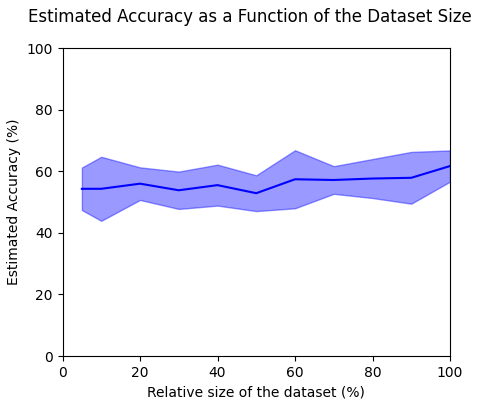 Estimated Accuracy as a Function of the Dataset Size
100
80
60
40
20
0
Estimated Accuracy (%)
0 20 40 60 80 100
Relative size of the dataset (%)